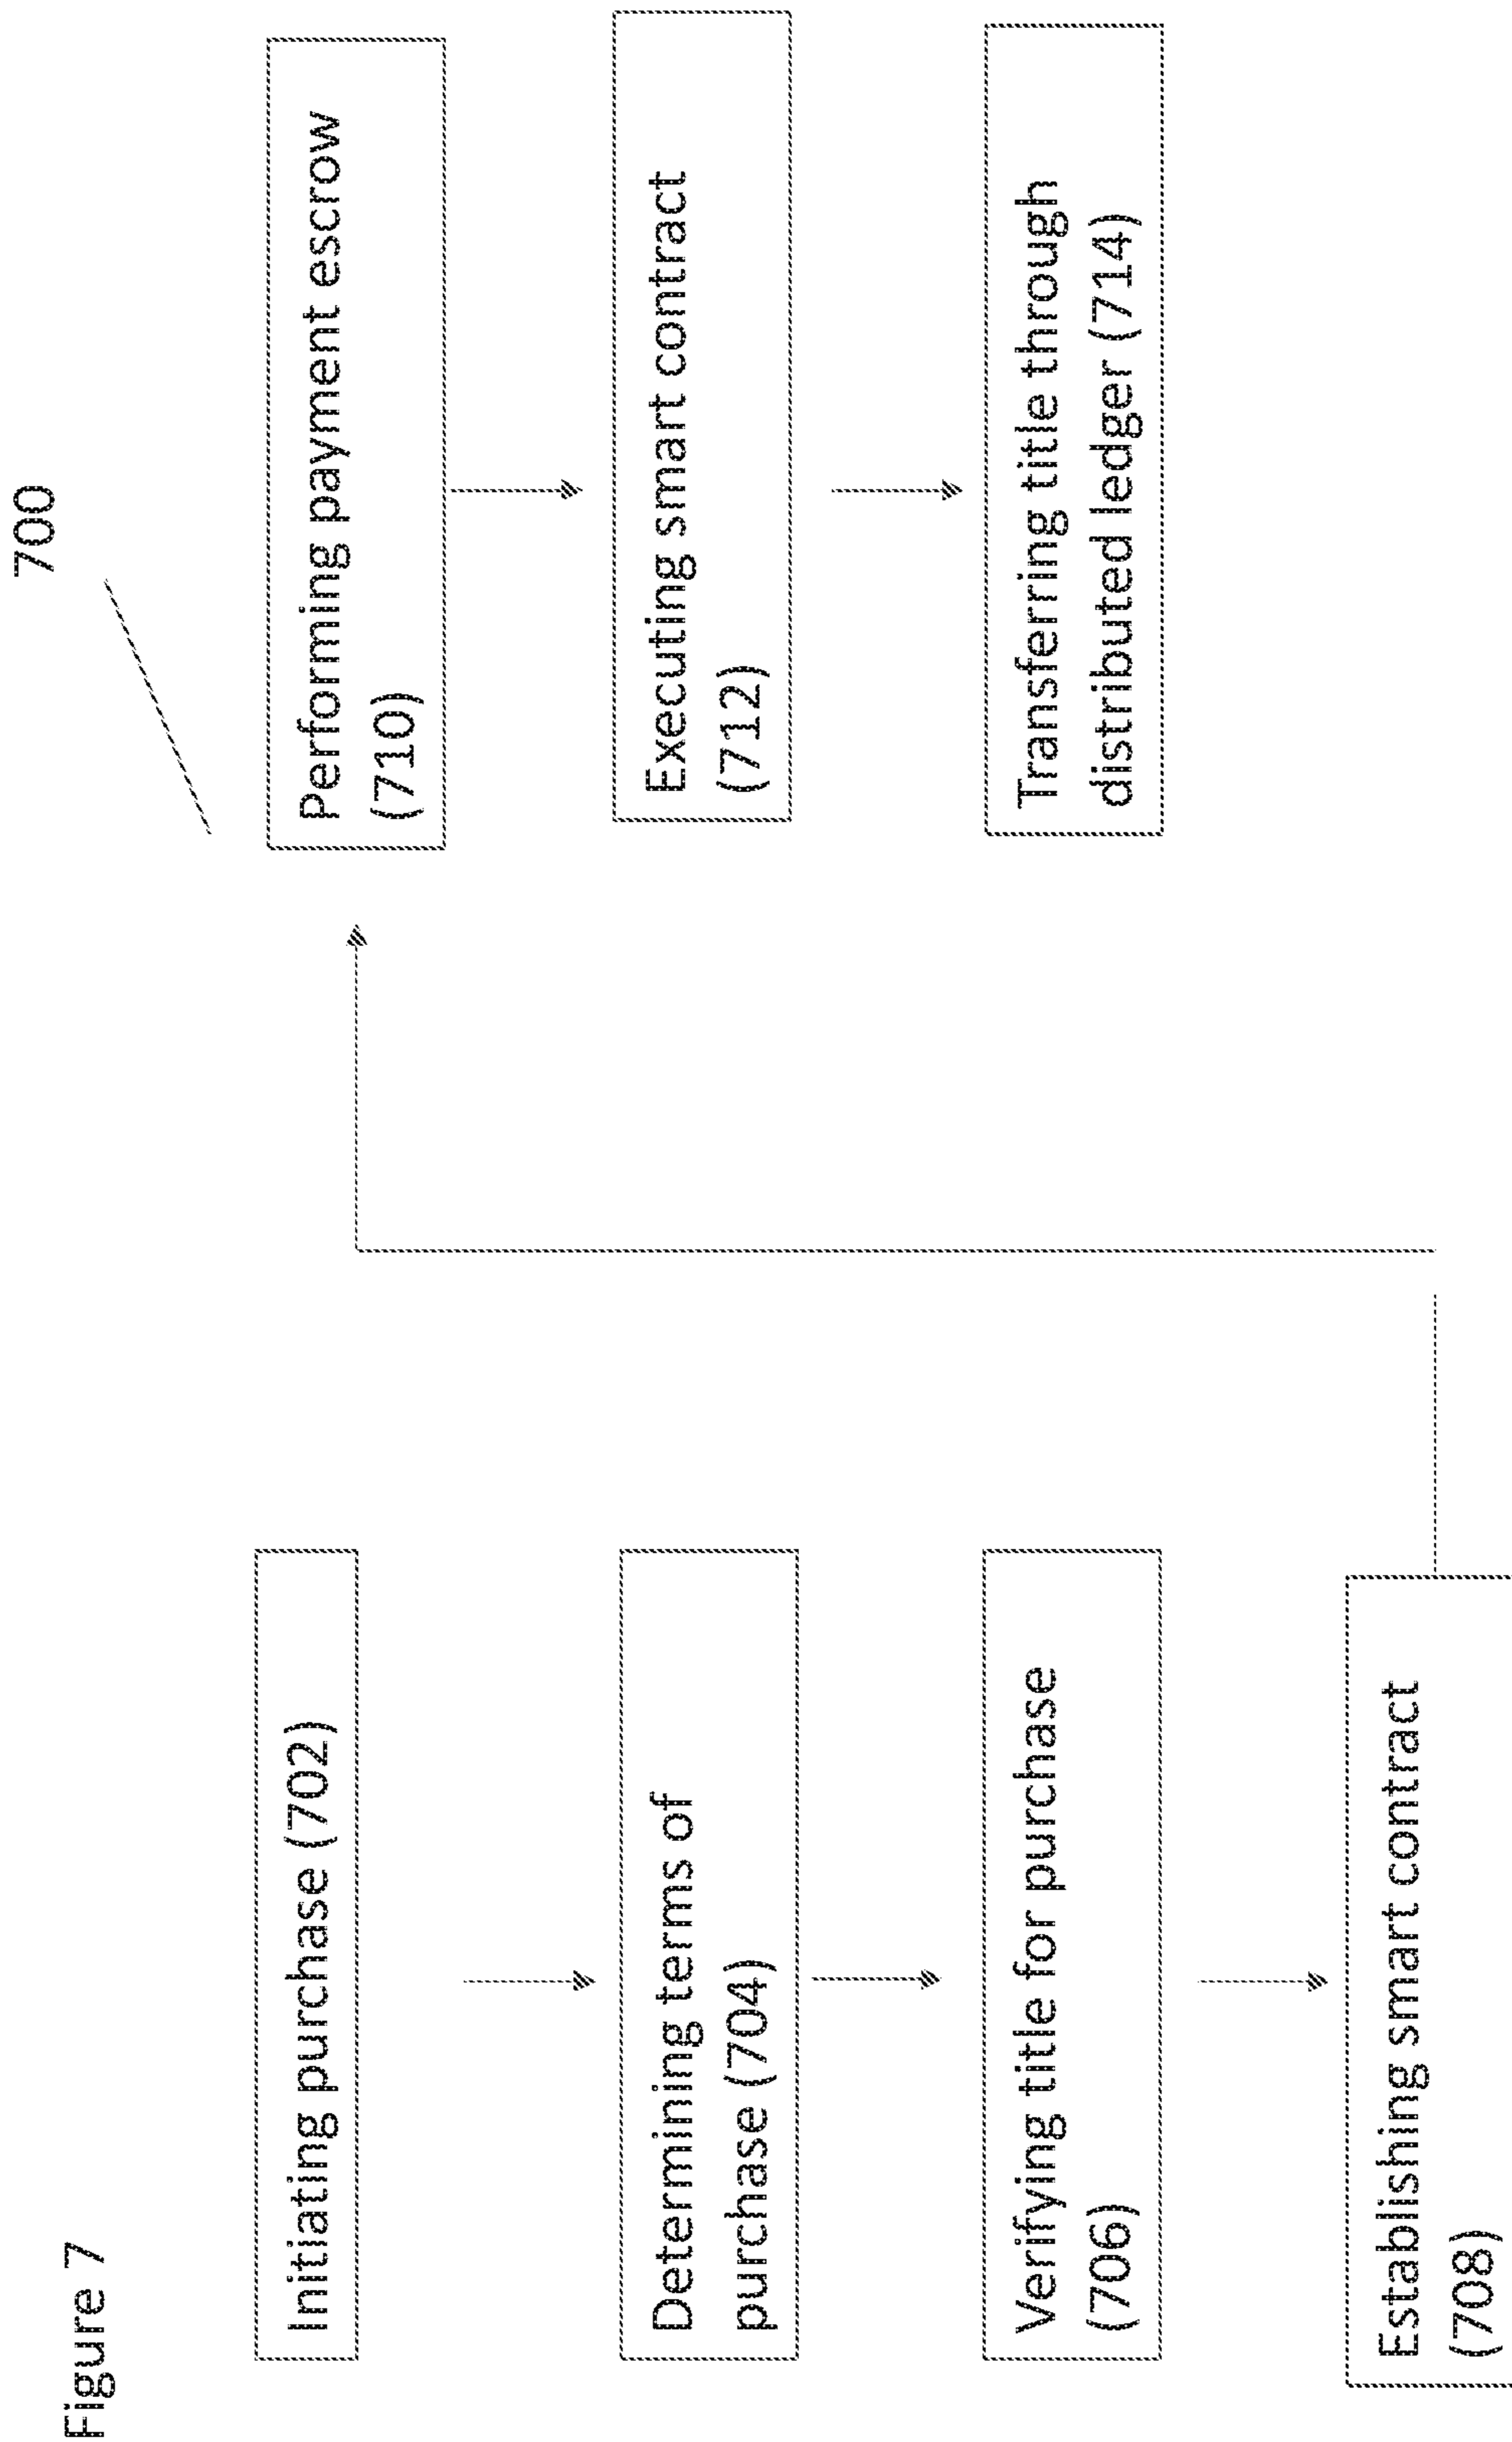 Figure 7
700
Initiating purchase (702)
Determining terms of
purchase (704)
Verifying title for purchase
(706)
Establishing smart contract
(708)
Performing payment escrow
(710)
Executing smart contract
(712)
Transferring title through
distributed ledger (714)